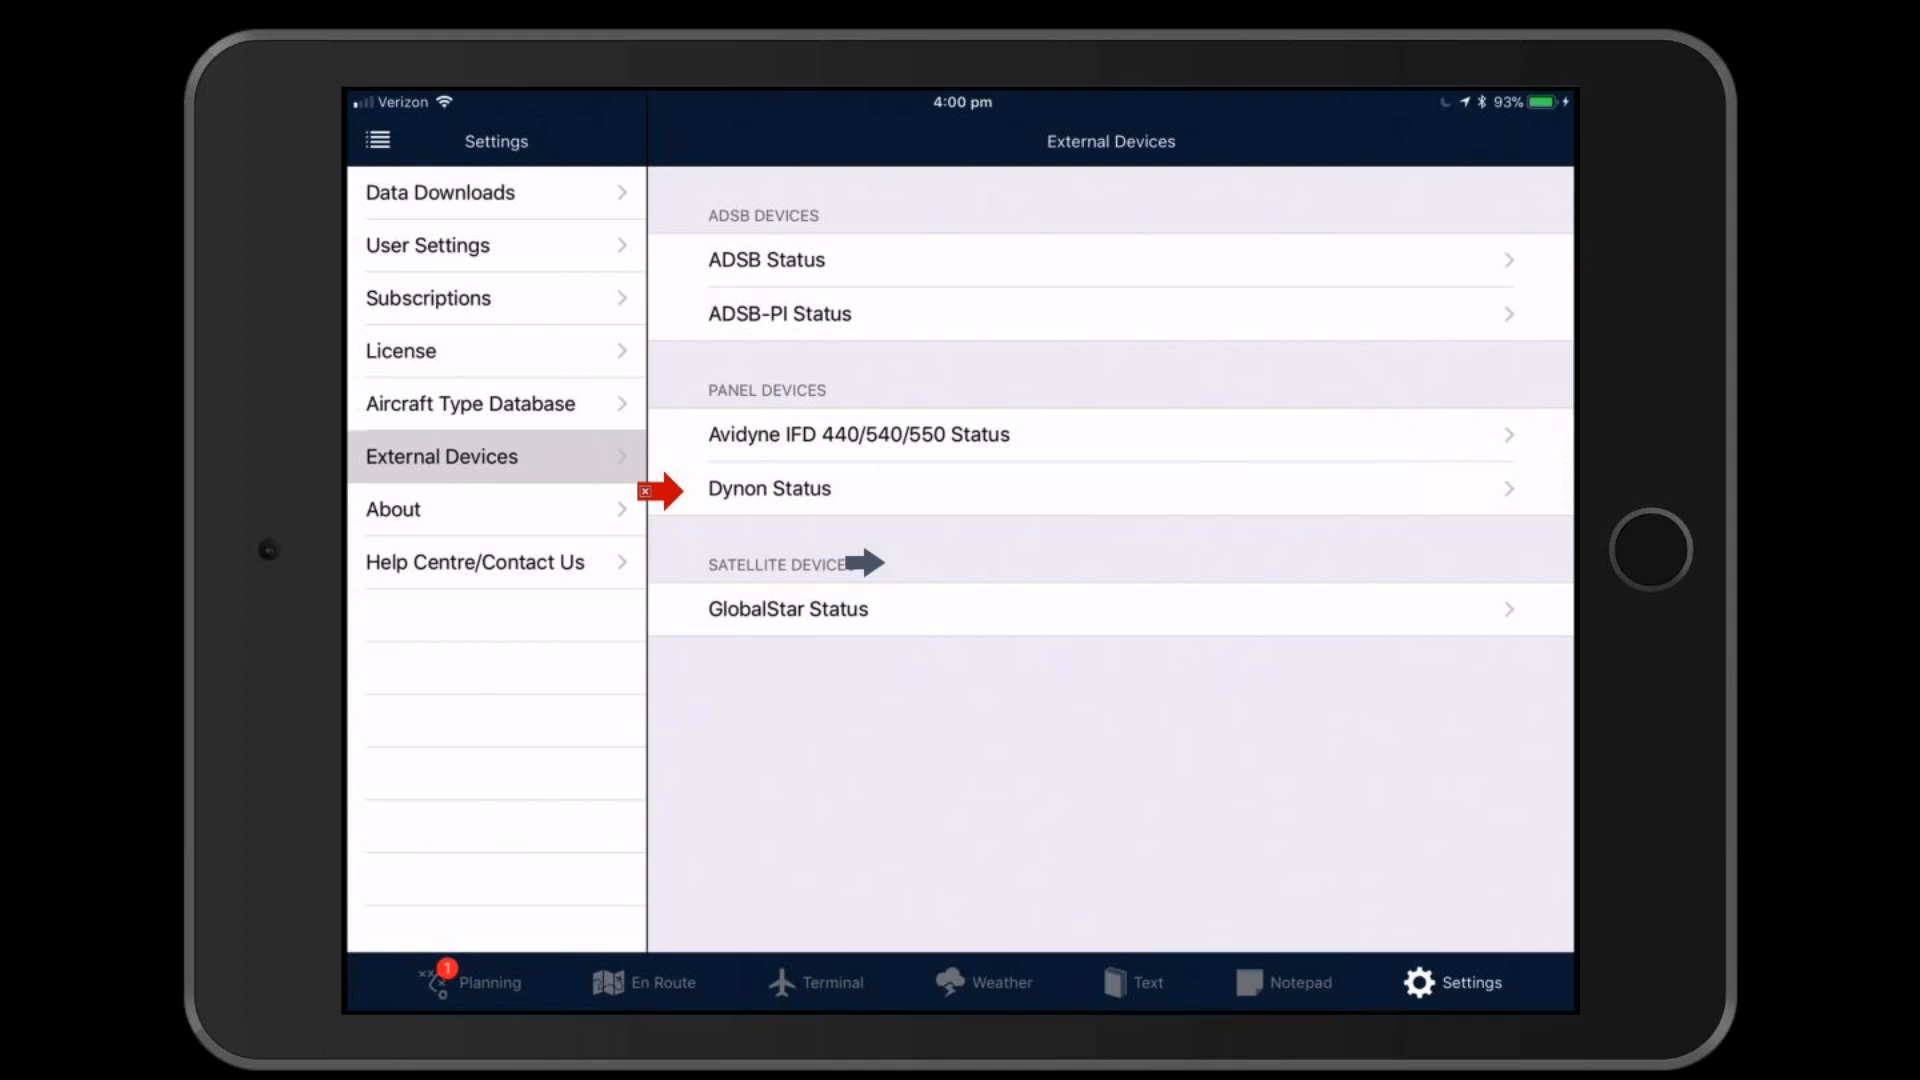 Verizon
4:00 pm
93%
Settings
External Devices
Data Downloads
User Settings
Subscriptions
License
Aircraft Type Database
External Devices
About
Help Centre/Contact Us
ADSB DEVICES
ADSB Status
ADSB-PI Status
PANEL DEVICES
Avidyne IFD 440/540/550 Status
Dynon Status
SATELLITE DEVICE
GlobalStar Status
1
Planning
En Route
Terminal
Weather
Text
Notepad
Settings